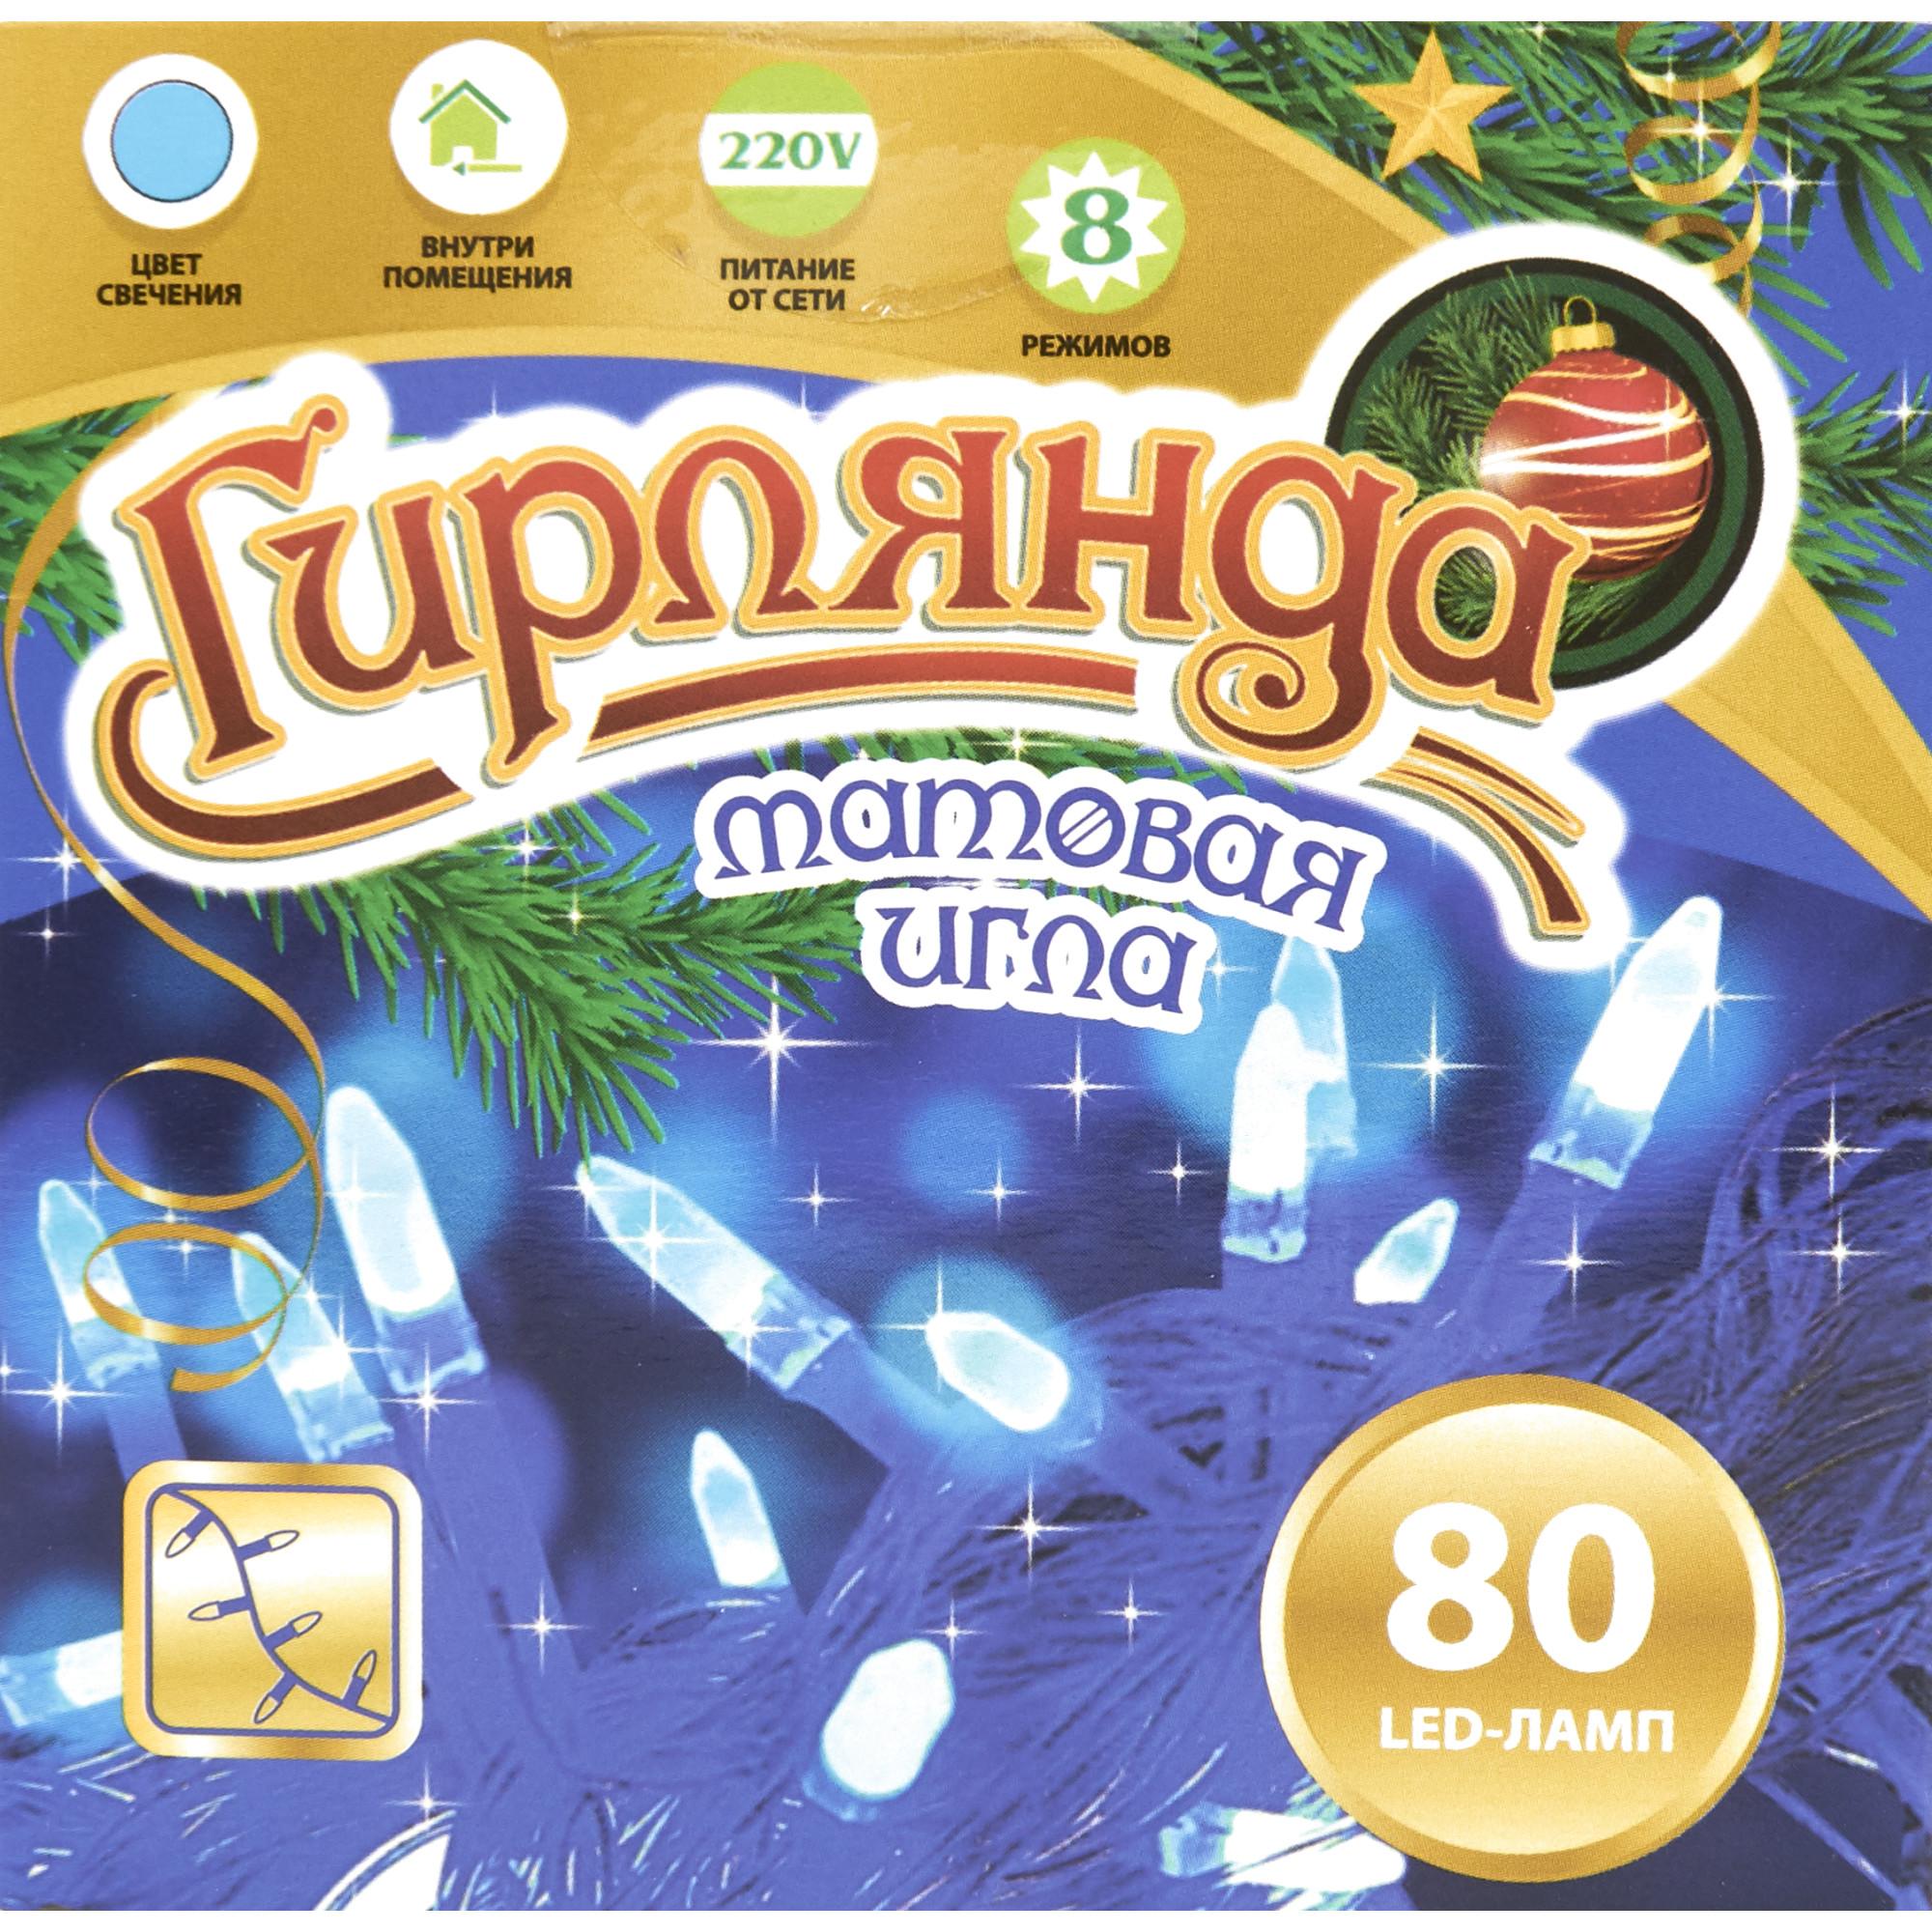 ЦВЕТ
СВЕЧЕНИЯ
ВНУТРИ
ПОМЕЩЕНИЯ
220V
ПИТАНИЕ
ОТ СЕТИ
8
РЕЖИМОВ
Гирлянда
матовая
игла
80
LED-ЛАМП